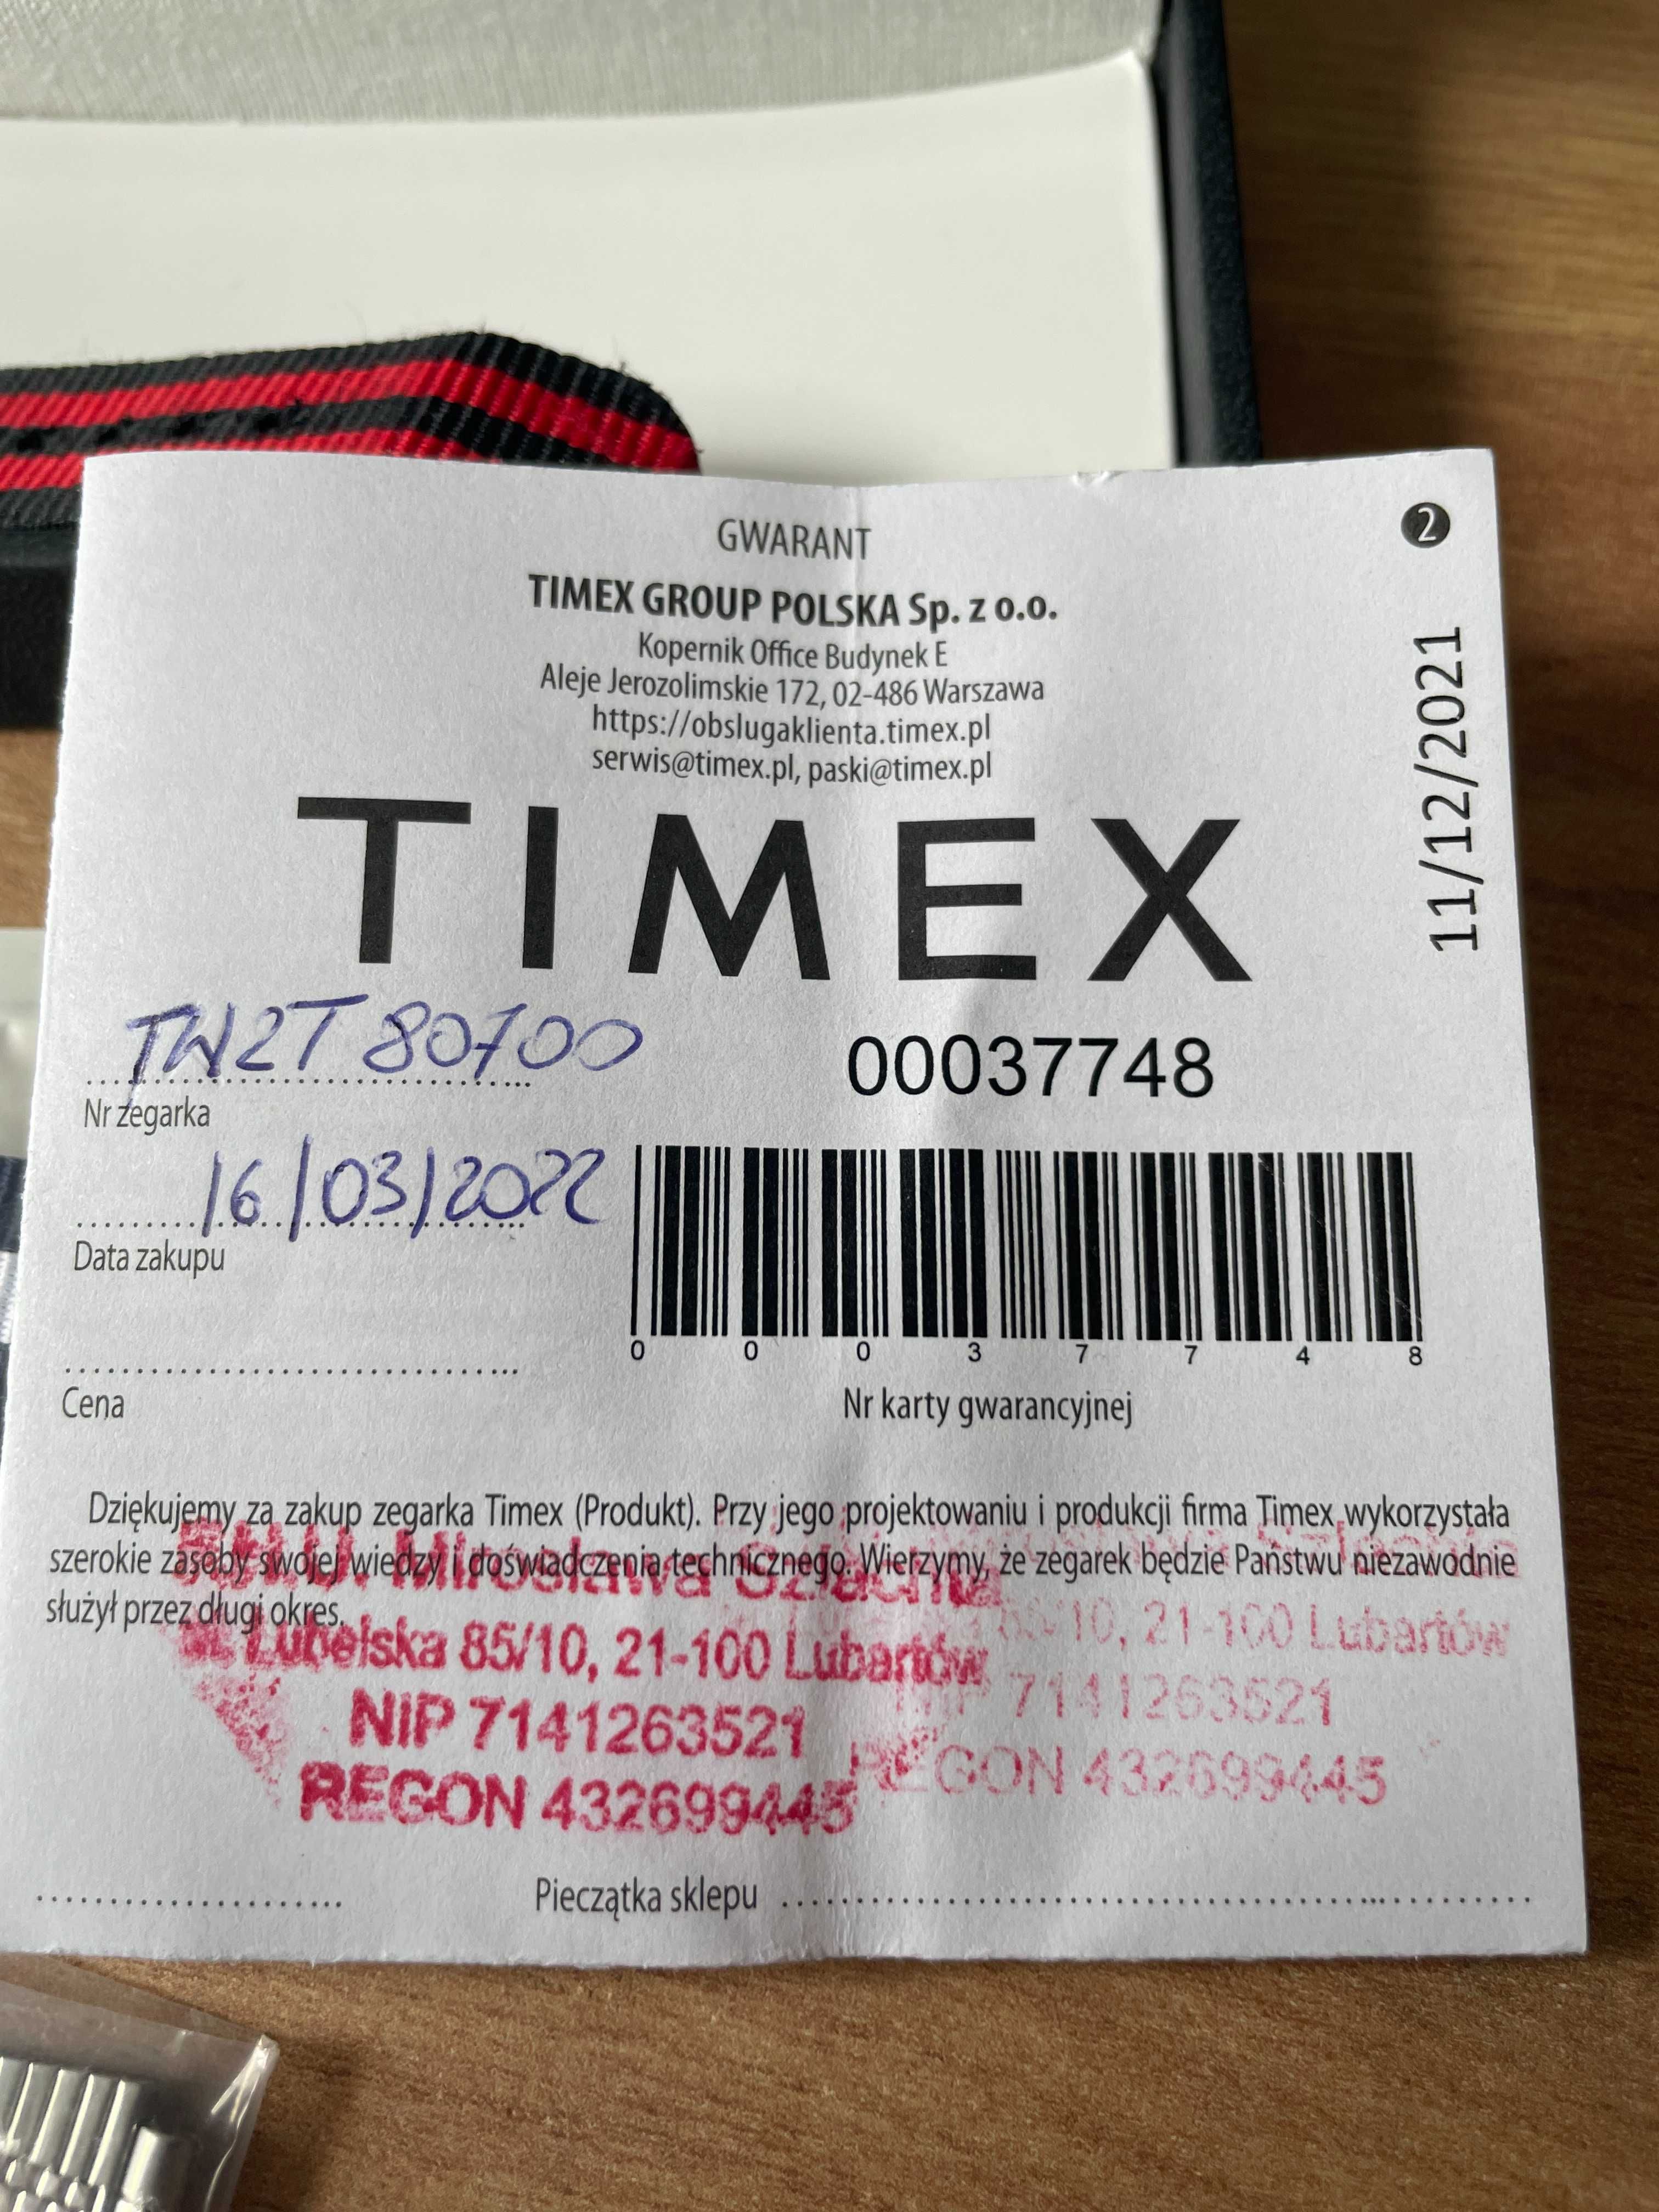 GWARANT
2
TIMEX GROUP POLSKA Sp. z o.o.
Kopernik Office Budynek E
Aleje Jerozolimskie 172, 02-486 Warszawa
https://obslugaklienta.timex.pl
serwis@timex.pl, paski@timex.pl
11/12/2021
TIMEX
TW2T80700
Nr zegarka
00037748
16/03/2022
Data zakupu
0 0 0 3 7 7 4 8
Cena
Nr karty gwarancyjnej
Dziękujemy za zakup zegarka Timex (Produkt). Przy jego projektowaniu i produkcji firma Timex wykorzystała
szerokie zasoby swojej wiedzy i doświadczenia technicznego. Wierzymy, że zegarek będzie Państwu niezawodnie
służył przez długi okres.
Mirosława
Lubelska 85/10, 21-100 Lubartów
NIP 7141263521
REGON 432699445
/10, 21-100 Lubartów
NIP 7141263521
REGON 432699445
Pieczątka sklepu